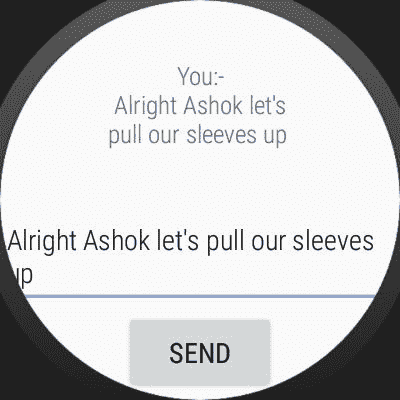 You:-
Alright Ashok let's
pull our sleeves up
Alright Ashok let's pull our sleeves
up
SEND